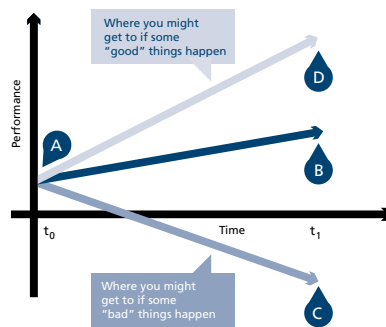 Where you might
get to if some
“good” things happen
D
Performance
A
B
t0
Time
t1
Where you might
get to if some
“bad” things happen
C